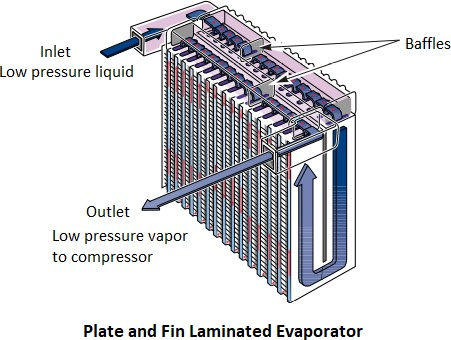 Inlet
Low pressure liquid
Baffles
Outlet
Low pressure vapor
to compressor
Plate and Fin Laminated Evaporator